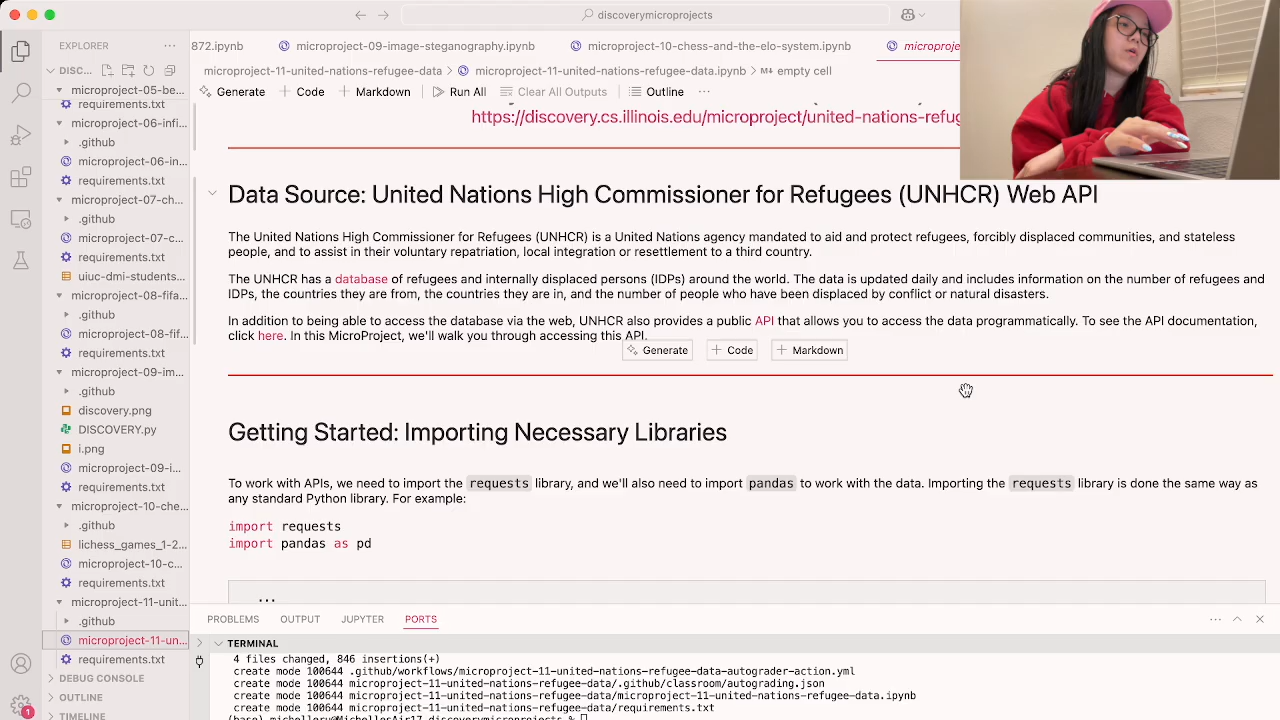 discoverymicroprojects
EXPLORER
872.ipynb
microproject-09-image-steganography.ipynb
microproject-10-chess-and-the-elo-system.ipynb
microproje
DISC...
microproject-11-united-nations-refugee-data > microproject-11-united-nations-refugee-data.ipynb > empty cell
Generate + Code + Markdown Run All Clear All Outputs Outline ...
https://discovery.cs.illinois.edu/microproject/united-nations-refug
microproject-05-be...
requirements.txt
microproject-06-infi...
.github
microproject-06-in...
requirements.txt
microproject-07-ch...
.github
microproject-07-c...
requirements.txt
uiuc-dmi-students...
microproject-08-fifa...
.github
microproject-08-fif...
requirements.txt
microproject-09-im...
.github
discovery.png
DISCOVERY.py
i.png
microproject-09-i...
requirements.txt
microproject-10-che...
.github
lichess_games_1-2...
microproject-10-c...
requirements.txt
microproject-11-unit...
.github
microproject-11-un...
requirements.txt
DEBUG CONSOLE
OUTLINE
TIMELINE
Data Source: United Nations High Commissioner for Refugees (UNHCR) Web API
The United Nations High Commissioner for Refugees (UNHCR) is a United Nations agency mandated to aid and protect refugees, forcibly displaced communities, and stateless
people, and to assist in their voluntary repatriation, local integration or resettlement to a third country.
The UNHCR has a database of refugees and internally displaced persons (IDPs) around the world. The data is updated daily and includes information on the number of refugees and
IDPs, the countries they are from, the countries they are in, and the number of people who have been displaced by conflict or natural disasters.
In addition to being able to access the database via the web, UNHCR also provides a public API that allows you to access the data programmatically. To see the API documentation,
click here. In this MicroProject, we'll walk you through accessing this API.
Generate + Code + Markdown
Getting Started: Importing Necessary Libraries
To work with APIs, we need to import the requests library, and we'll also need to import pandas to work with the data. Importing the requests library is done the same way as
any standard Python library. For example:
import requests
import pandas as pd
...
PROBLEMS OUTPUT JUPYTER PORTS
TERMINAL
4 files changed, 846 insertions(+)
create mode 100644 .github/workflows/microproject-11-united-nations-refugee-data-autograder-action.yml
create mode 100644 microproject-11-united-nations-refugee-data/.github/classroom/autograding.json
create mode 100644 microproject-11-united-nations-refugee-data/microproject-11-united-nations-refugee-data.ipynb
create mode 100644 microproject-11-united-nations-refugee-data/requirements.txt
(base) discoverymicroprojects %